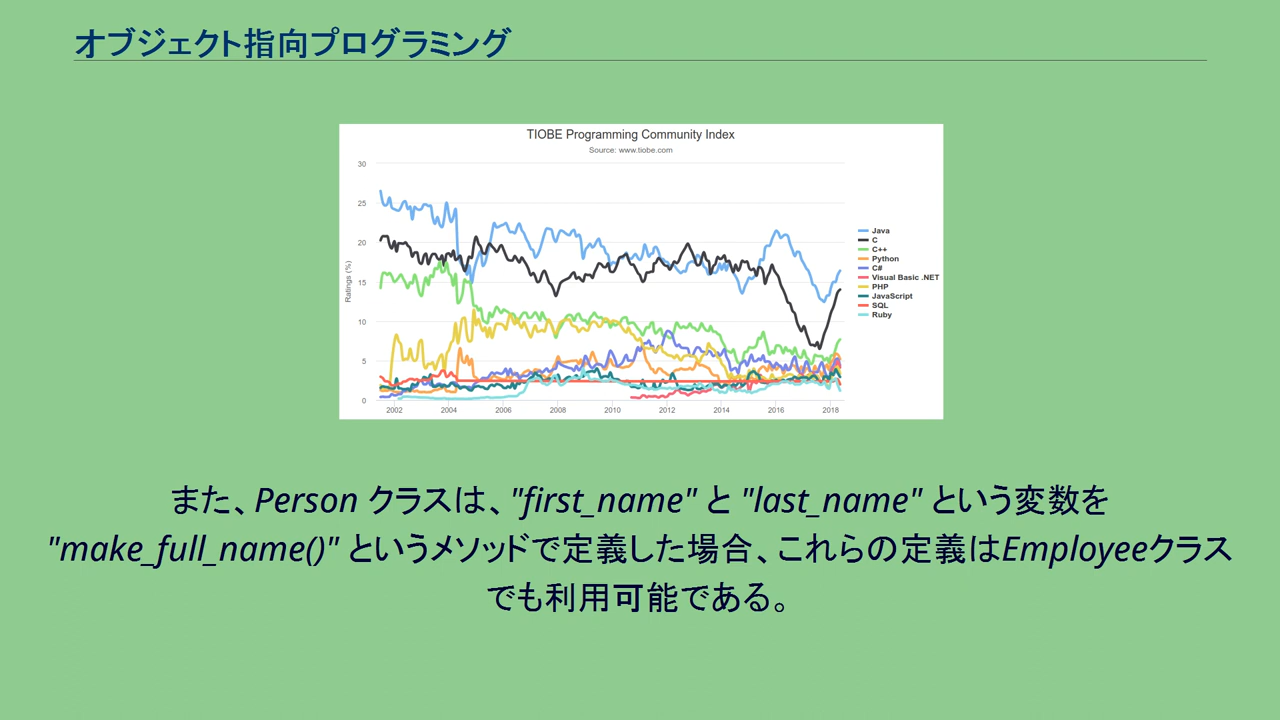 オブジェクト指向プログラミング
TIOBE Programming Community Index
Source: www.tiobe.com
Ratings (%)
30
25
20
15
10
5
0
2002 2004 2006 2008 2010 2012 2014 2016 2018
Java
C
C++
Python
C#
Visual Basic .NET
PHP
JavaScript
SQL
Ruby
また、Person クラスは、"first_name" と "last_name" という変数を
"make_full_name()" というメソッドで定義した場合、これらの定義はEmployeeクラス
でも利用可能である。